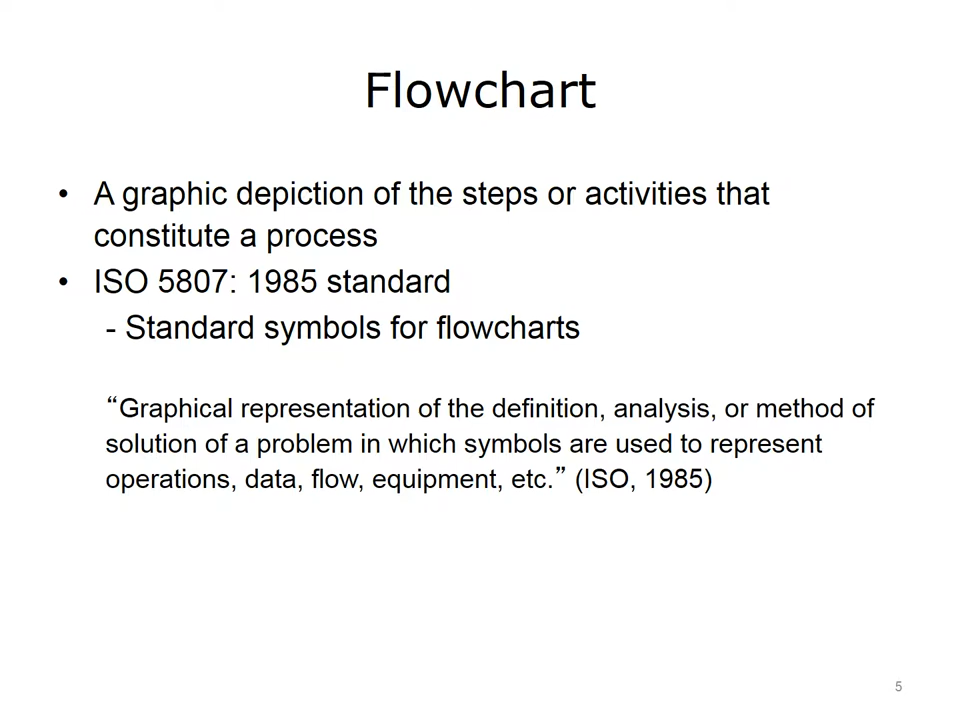 Flowchart
• A graphic depiction of the steps or activities that
constitute a process
• ISO 5807: 1985 standard
- Standard symbols for flowcharts
“Graphical representation of the definition, analysis, or method of
solution of a problem in which symbols are used to represent
operations, data, flow, equipment, etc.” (ISO, 1985)
5